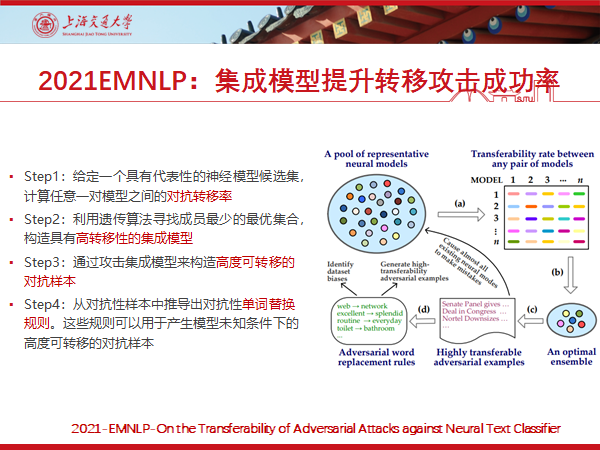 上海交通大学
SHANGHAI JIAO TONG UNIVERSITY
2021EMNLP：集成模型提升转移攻击成功率
SJTU
▪ Step1：给定一个具有代表性的神经模型候选集，
计算任意一对模型之间的对抗转移率
▪ Step2：利用遗传算法寻找成员最少的最优集合，
构造具有高转移性的集成模型
▪ Step3：通过攻击集成模型来构造高度可转移的
对抗样本
▪ Step4：从对抗性样本中推导出对抗性单词替换
规则。这些规则可以用于产生模型未知条件下的
高度可转移的对抗样本
A pool of representative
neural models
Transferability rate between
any pair of models
MODEL 1 2 3 ... n
1
2
3
⋮
n
(a)
(b)
Cause almost all
existing neural models
to make mistakes
Identify
dataset
biases
Generate high-
transferability
adversarial examples
web → network
excellent → splendid
routine → everyday
toilet → bathroom
...
(d)
Senate Panel gives ...
Deal in Congress ...
Nortel Downsizes ...
...
(c)
Adversarial word
replacement rules
Highly transferable
adversarial examples
An optimal
ensemble
2021-EMNLP-On the Transferability of Adversarial Attacks against Neural Text Classifier